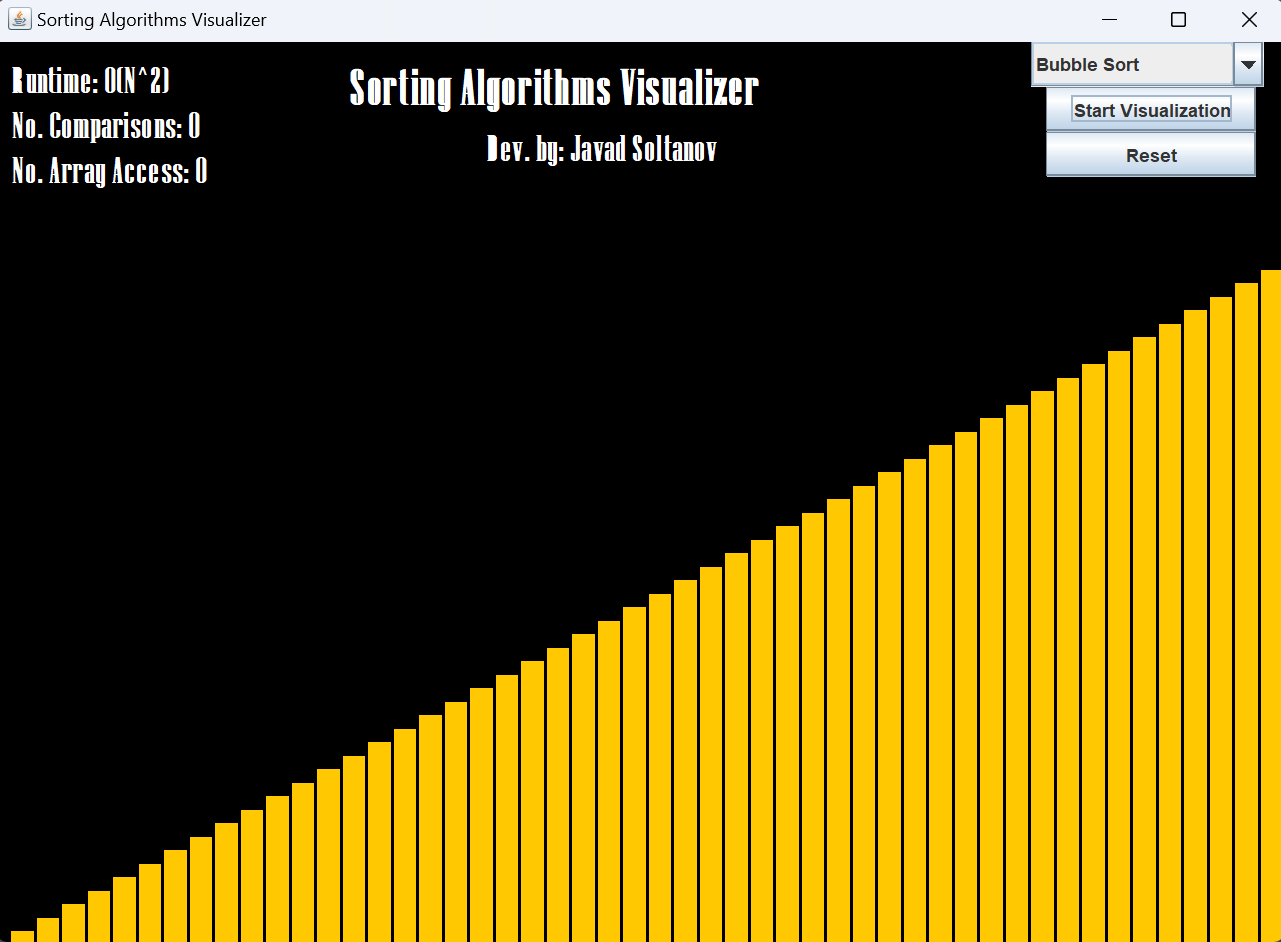 Sorting Algorithms Visualizer
Runtime: O(N^2)
No. Comparisons: 0
No. Array Access: 0
Sorting Algorithms Visualizer
Dev. by: Javad Soltanov
Bubble Sort
Start Visualization
Reset